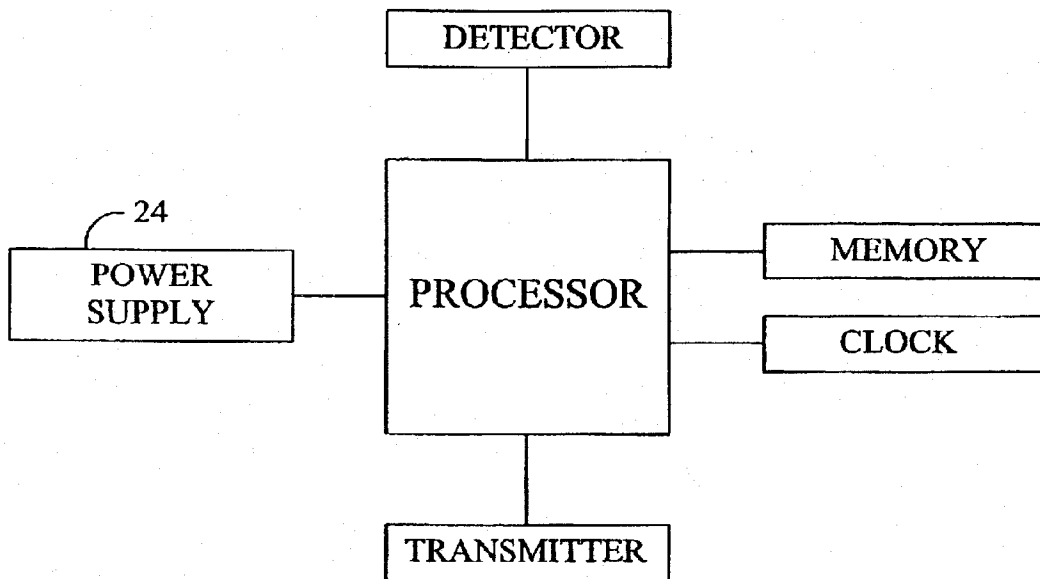 DETECTOR
24
POWER
SUPPLY
PROCESSOR
MEMORY
CLOCK
TRANSMITTER